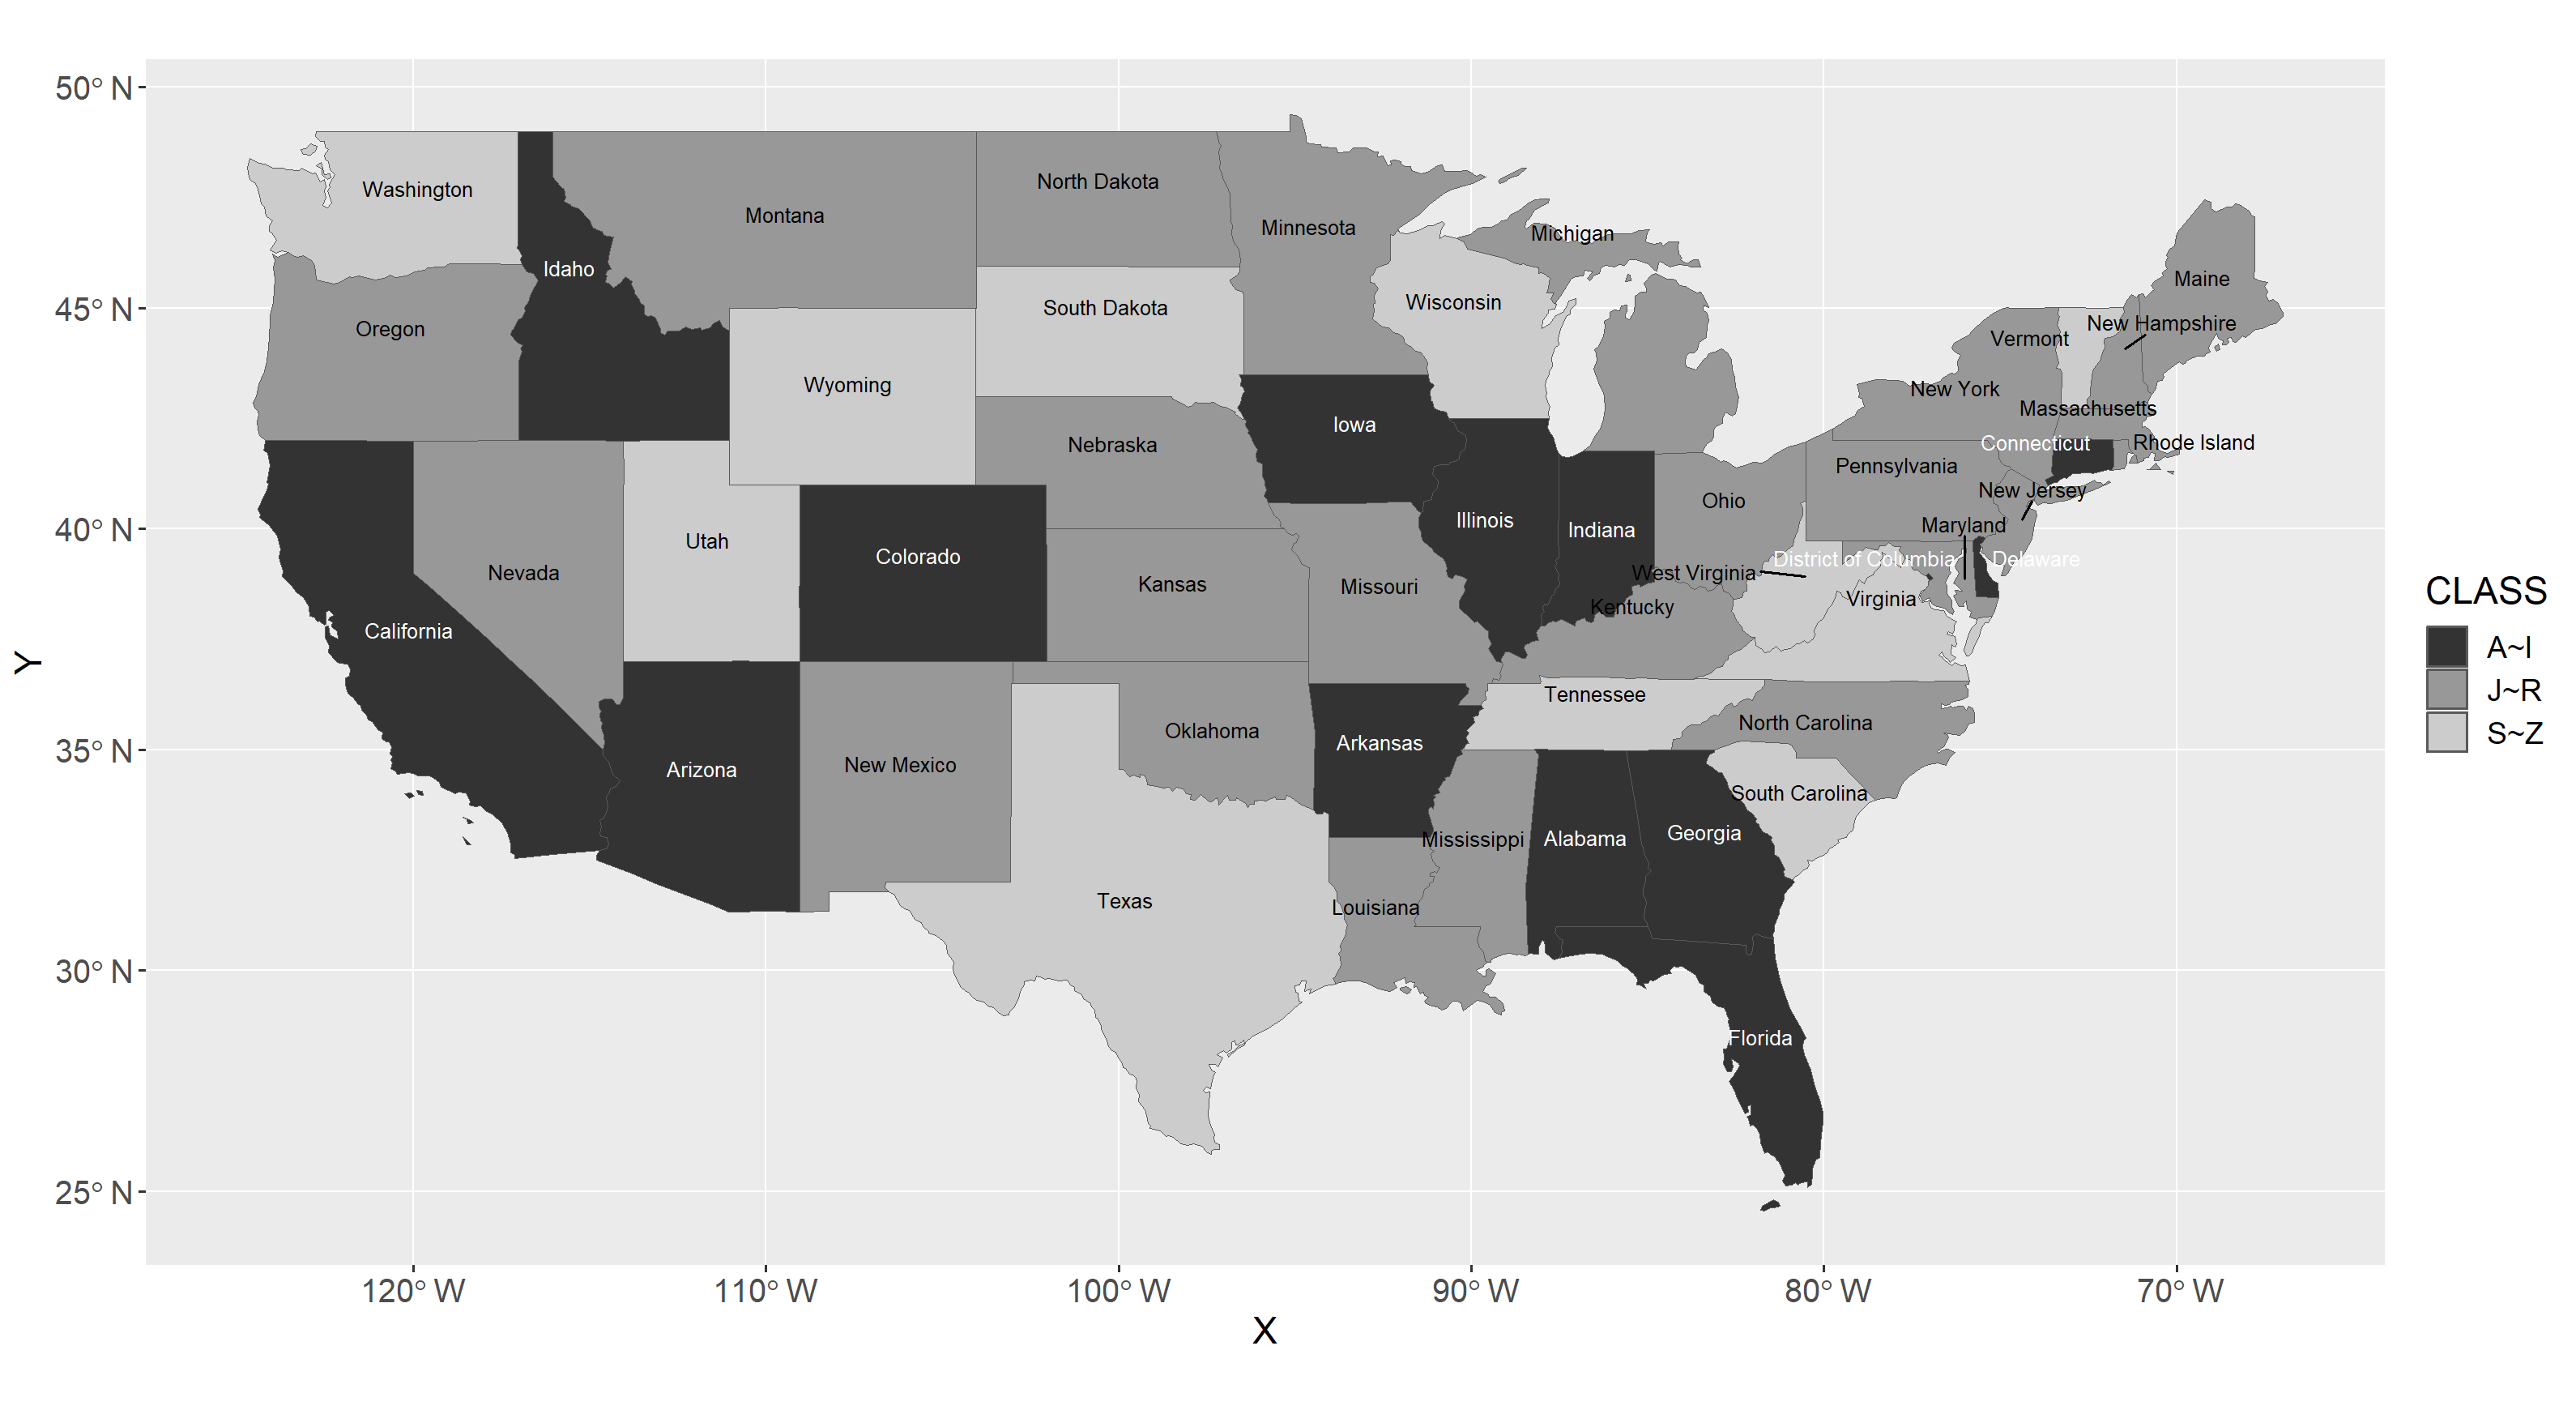 50° N
45° N
40° N
35° N
30° N
25° N
Y
Washington
Montana
North Dakota
Minnesota
Michigan
Idaho
Maine
Oregon
South Dakota
Wisconsin
New Hampshire
Vermont
Wyoming
New York
Massachusetts
Iowa
Nebraska
Connecticut
Rhode Island
Pennsylvania
New Jersey
Ohio
Illinois
Indiana
Maryland
Utah
Colorado
District of Columbia
Delaware
Nevada
Kansas
Missouri
West Virginia
Virginia
Kentucky
California
Tennessee
North Carolina
Oklahoma
Arkansas
Arizona
New Mexico
South Carolina
Mississippi
Alabama
Georgia
Texas
Louisiana
Florida
120° W
110° W
100° W
90° W
80° W
70° W
X
CLASS
A~I
J~R
S~Z